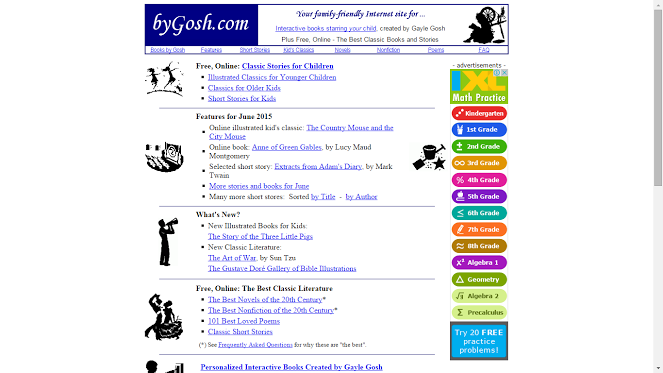 byGosh.com
Your family-friendly Internet site for ...
Interactive books starring your child, created by Gayle Gosh
Plus Free, Online - The Best Classic Books and Stories
Books by Gosh Features Short Stories Kid's Classics Novels Nonfiction Poems FAQ
Free, Online: Classic Stories for Children
Illustrated Classics for Younger Children
Classics for Older Kids
Short Stories for Kids
Features for June 2015
Online illustrated kid's classic: The Country Mouse and the
City Mouse
Online book: Anne of Green Gables, by Lucy Maud
Montgomery
Selected short story: Extracts from Adam's Diary, by Mark
Twain
More stories and books for June
Many more short stores: Sorted by Title - by Author
What's New?
New Illustrated Books for Kids:
The Story of the Three Little Pigs
New Classic Literature:
The Art of War, by Sun Tzu
The Gustave Doré Gallery of Bible Illustrations
Free, Online: The Best Classic Literature
The Best Novels of the 20th Century*
The Best Nonfiction of the 20th Century*
101 Best Loved Poems
Classic Short Stories
(*) See Frequently Asked Questions for why these are "the best".
Personalized Interactive Books Created by Gayle Gosh
- advertisements -
IXL
Math Practice
Kindergarten
1st Grade
2nd Grade
3rd Grade
4th Grade
5th Grade
6th Grade
7th Grade
8th Grade
x² Algebra 1
Geometry
Algebra 2
Σ Precalculus
Try 20 FREE
practice
problems!